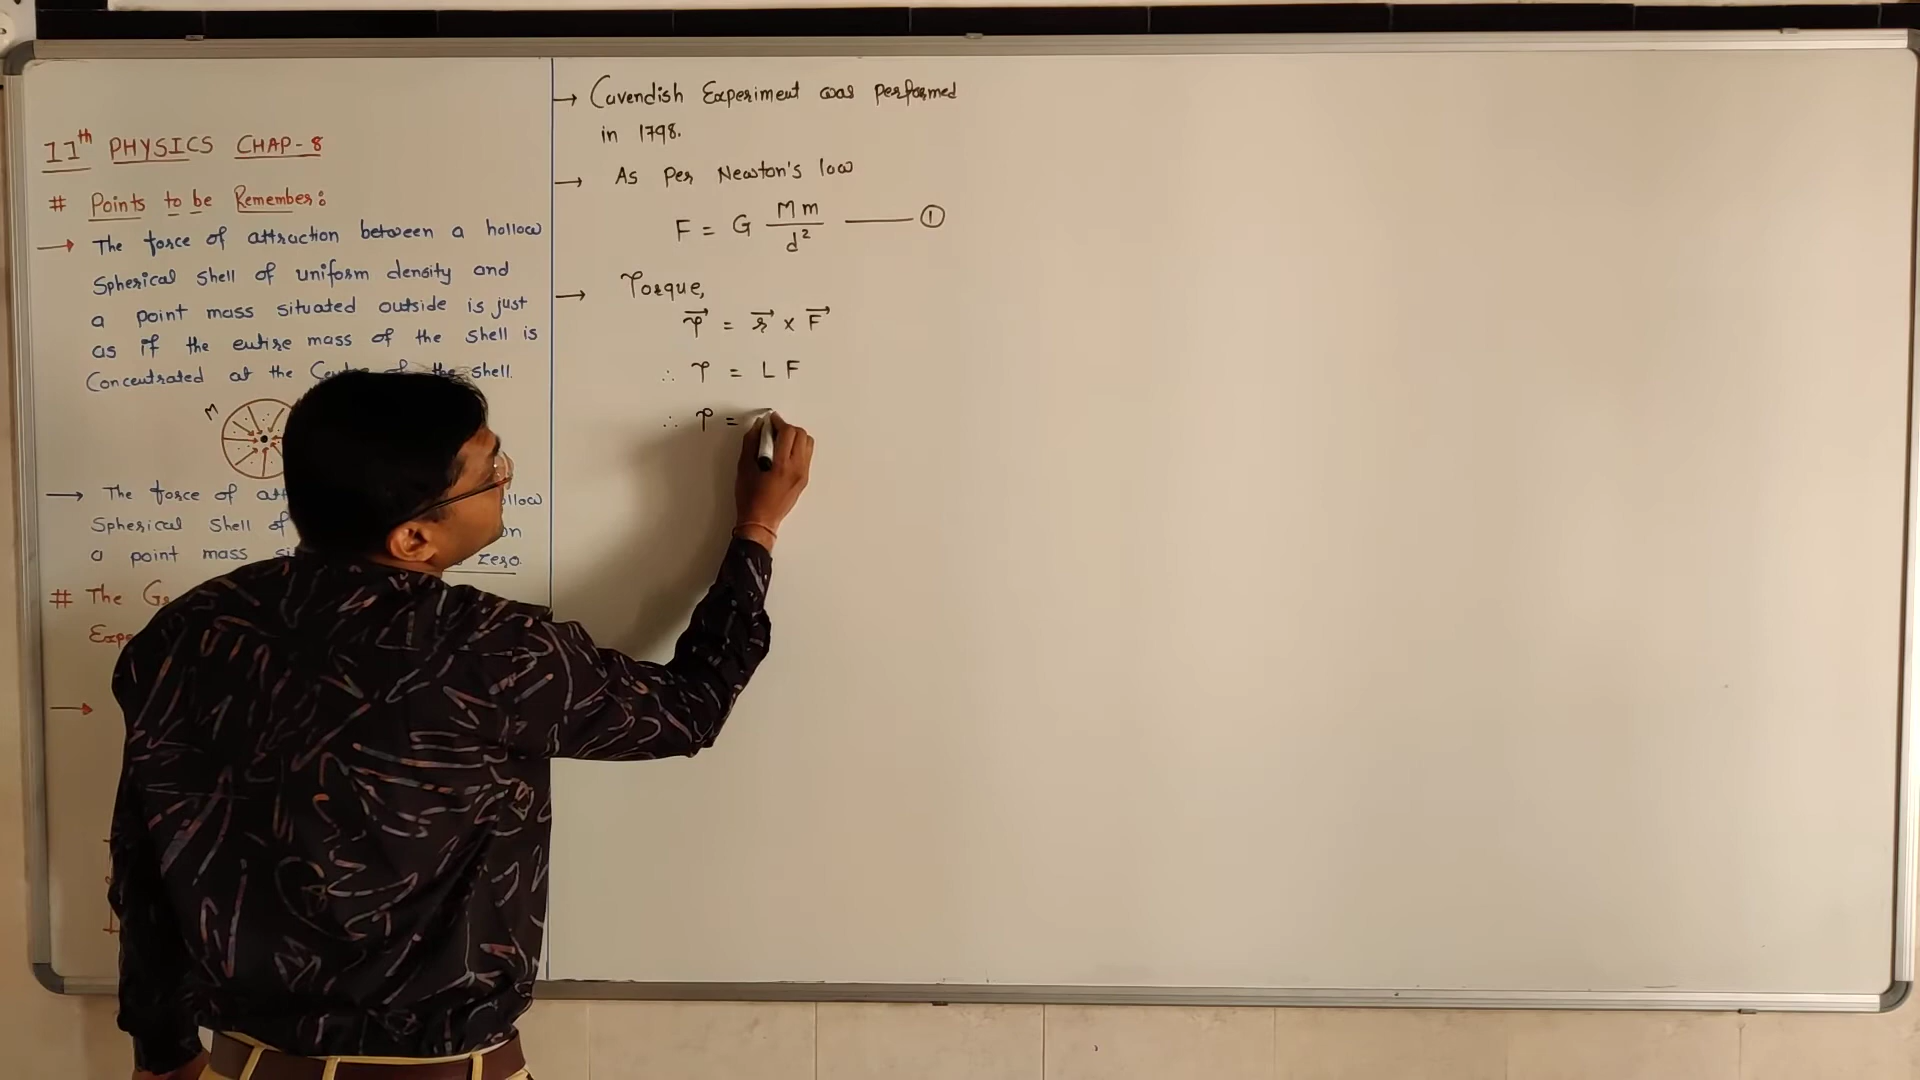 11th PHYSICS CHAP-8
# Points to be Remember:
→ The force of attraction between a hollow
Spherical shell of uniform density and
a point mass situated outside is just
as if the entire mass of the shell is
Concentrated at the of the shell.
M
→ The force of ollow
Spherical Shell of on
a point mass zero.
# The
→
→ Cavendish Experiment was performed
in 1798.
→ As Per Newton's law
F = G Mm/d² —— ①
→ Torque,
τ⃗ = r⃗ × F⃗
∴ τ = L F
∴ τ =